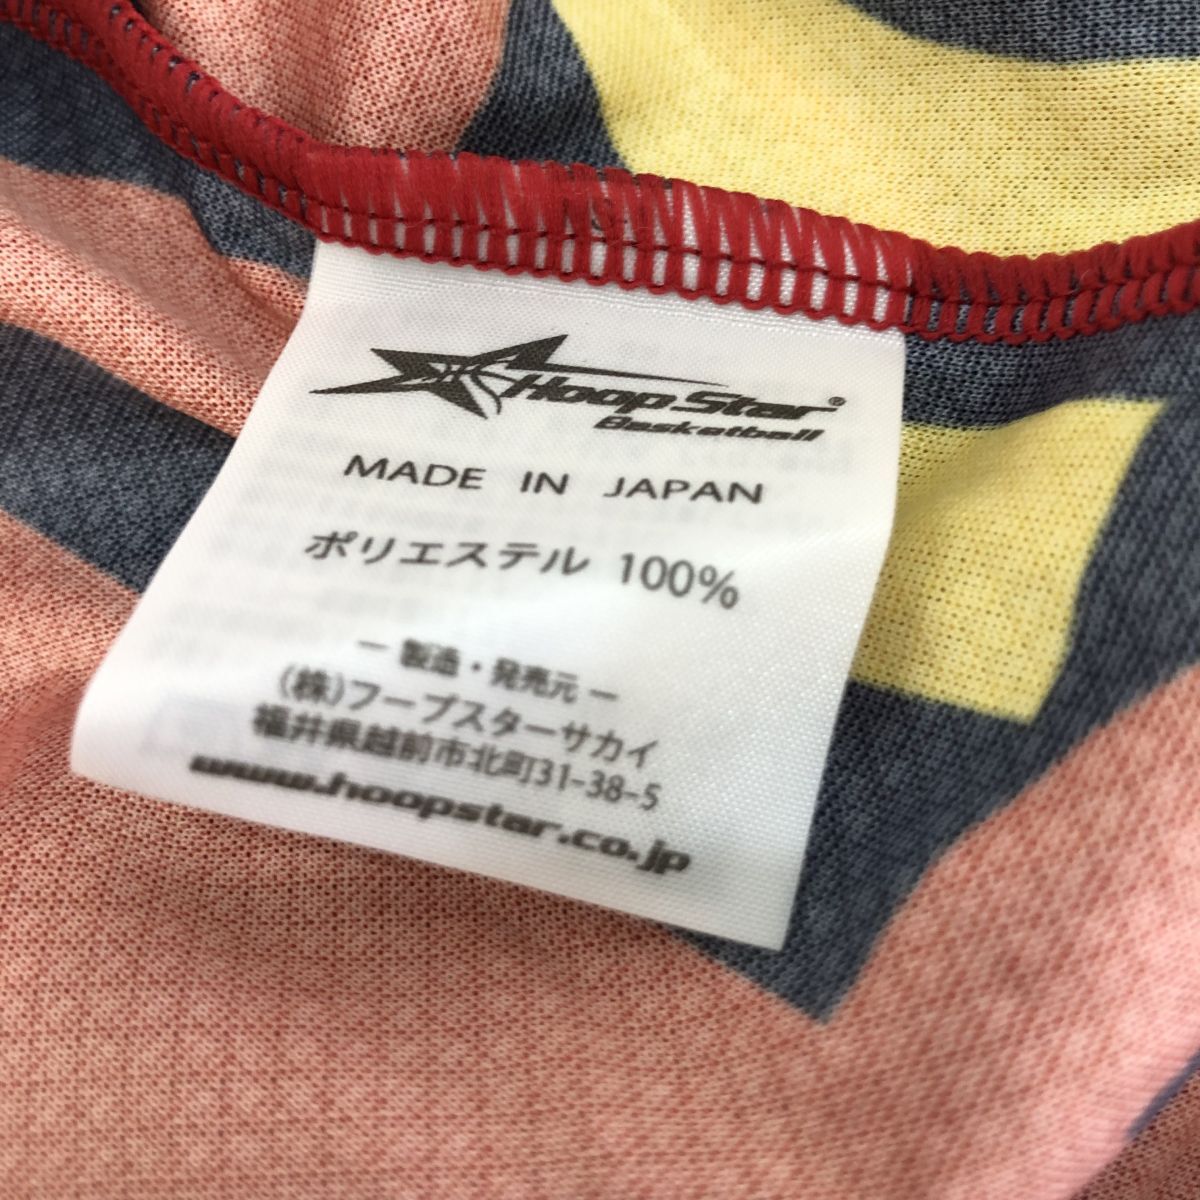 Hoop Star®
Basketball
MADE IN JAPAN
ポリエステル 100%
― 製造・発売元 ―
(株)フープスターサカイ
福井県越前市北町31-38-5
www.hoopstar.co.jp